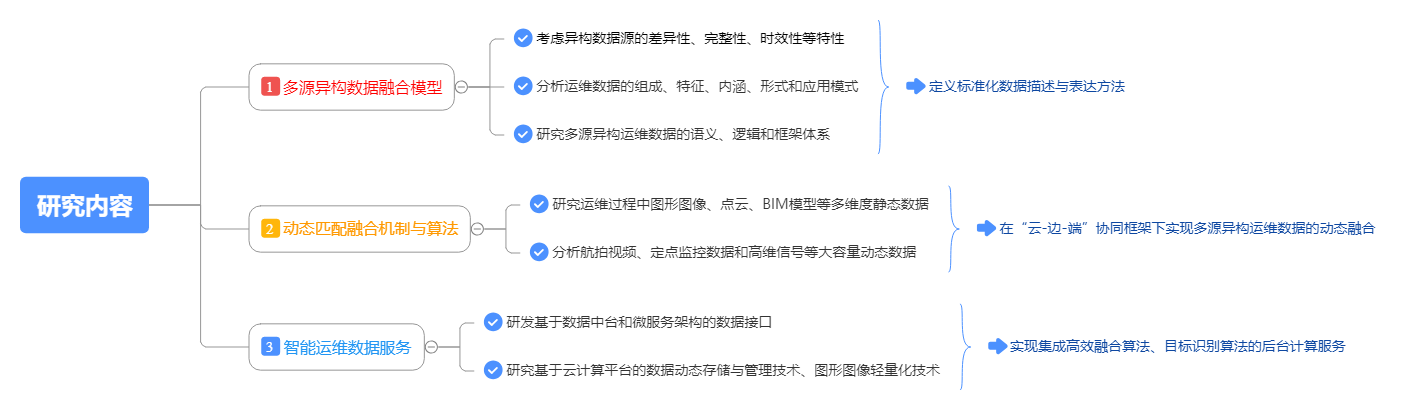 研究内容
1 多源异构数据融合模型
考虑异构数据源的差异性、完整性、时效性等特性
分析运维数据的组成、特征、内涵、形式和应用模式
研究多源异构运维数据的语义、逻辑和框架体系
定义标准化数据描述与表达方法
2 动态匹配融合机制与算法
研究运维过程中图形图像、点云、BIM模型等多维度静态数据
分析航拍视频、定点监控数据和高维信号等大容量动态数据
在“云-边-端”协同框架下实现多源异构运维数据的动态融合
3 智能运维数据服务
研发基于数据中台和微服务架构的数据接口
研究基于云计算平台的数据动态存储与管理技术、图形图像轻量化技术
实现集成高效融合算法、目标识别算法的后台计算服务